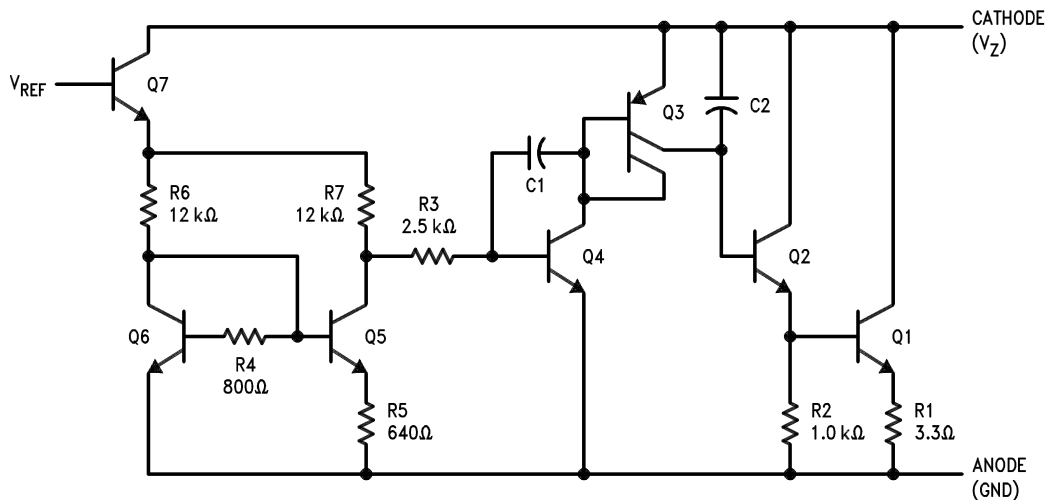 CATHODE
(VZ)
VREF
Q7
Q3
C2
C1
R6
12 kΩ
R7
12 kΩ
R3
2.5 kΩ
Q4
Q2
Q6
R4
800Ω
Q5
Q1
R5
640Ω
R2
1.0 kΩ
R1
3.3Ω
ANODE
(GND)